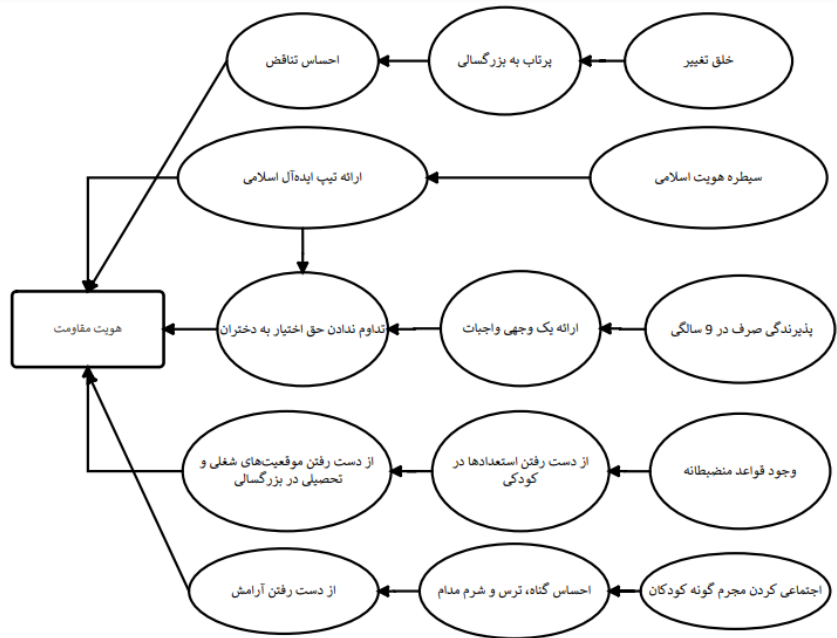 خلق تغییر
پرتاب به بزرگسالی
احساس تناقض
سیطره هویت اسلامی
ارائه تیپ ایده‌آل اسلامی
پذیرندگی صرف در 9 سالگی
ارائه یک وجهی واجبات
تداوم ندادن حق اختیار به دختران
هویت مقاومت
وجود قواعد منضبطانه
از دست رفتن استعدادها در
کودکی
از دست رفتن موقعیت‌های شغلی و
تحصیلی در بزرگسالی
اجتماعی کردن مجرم گونه کودکان
احساس گناه، ترس و شرم مدام
از دست رفتن آرامش